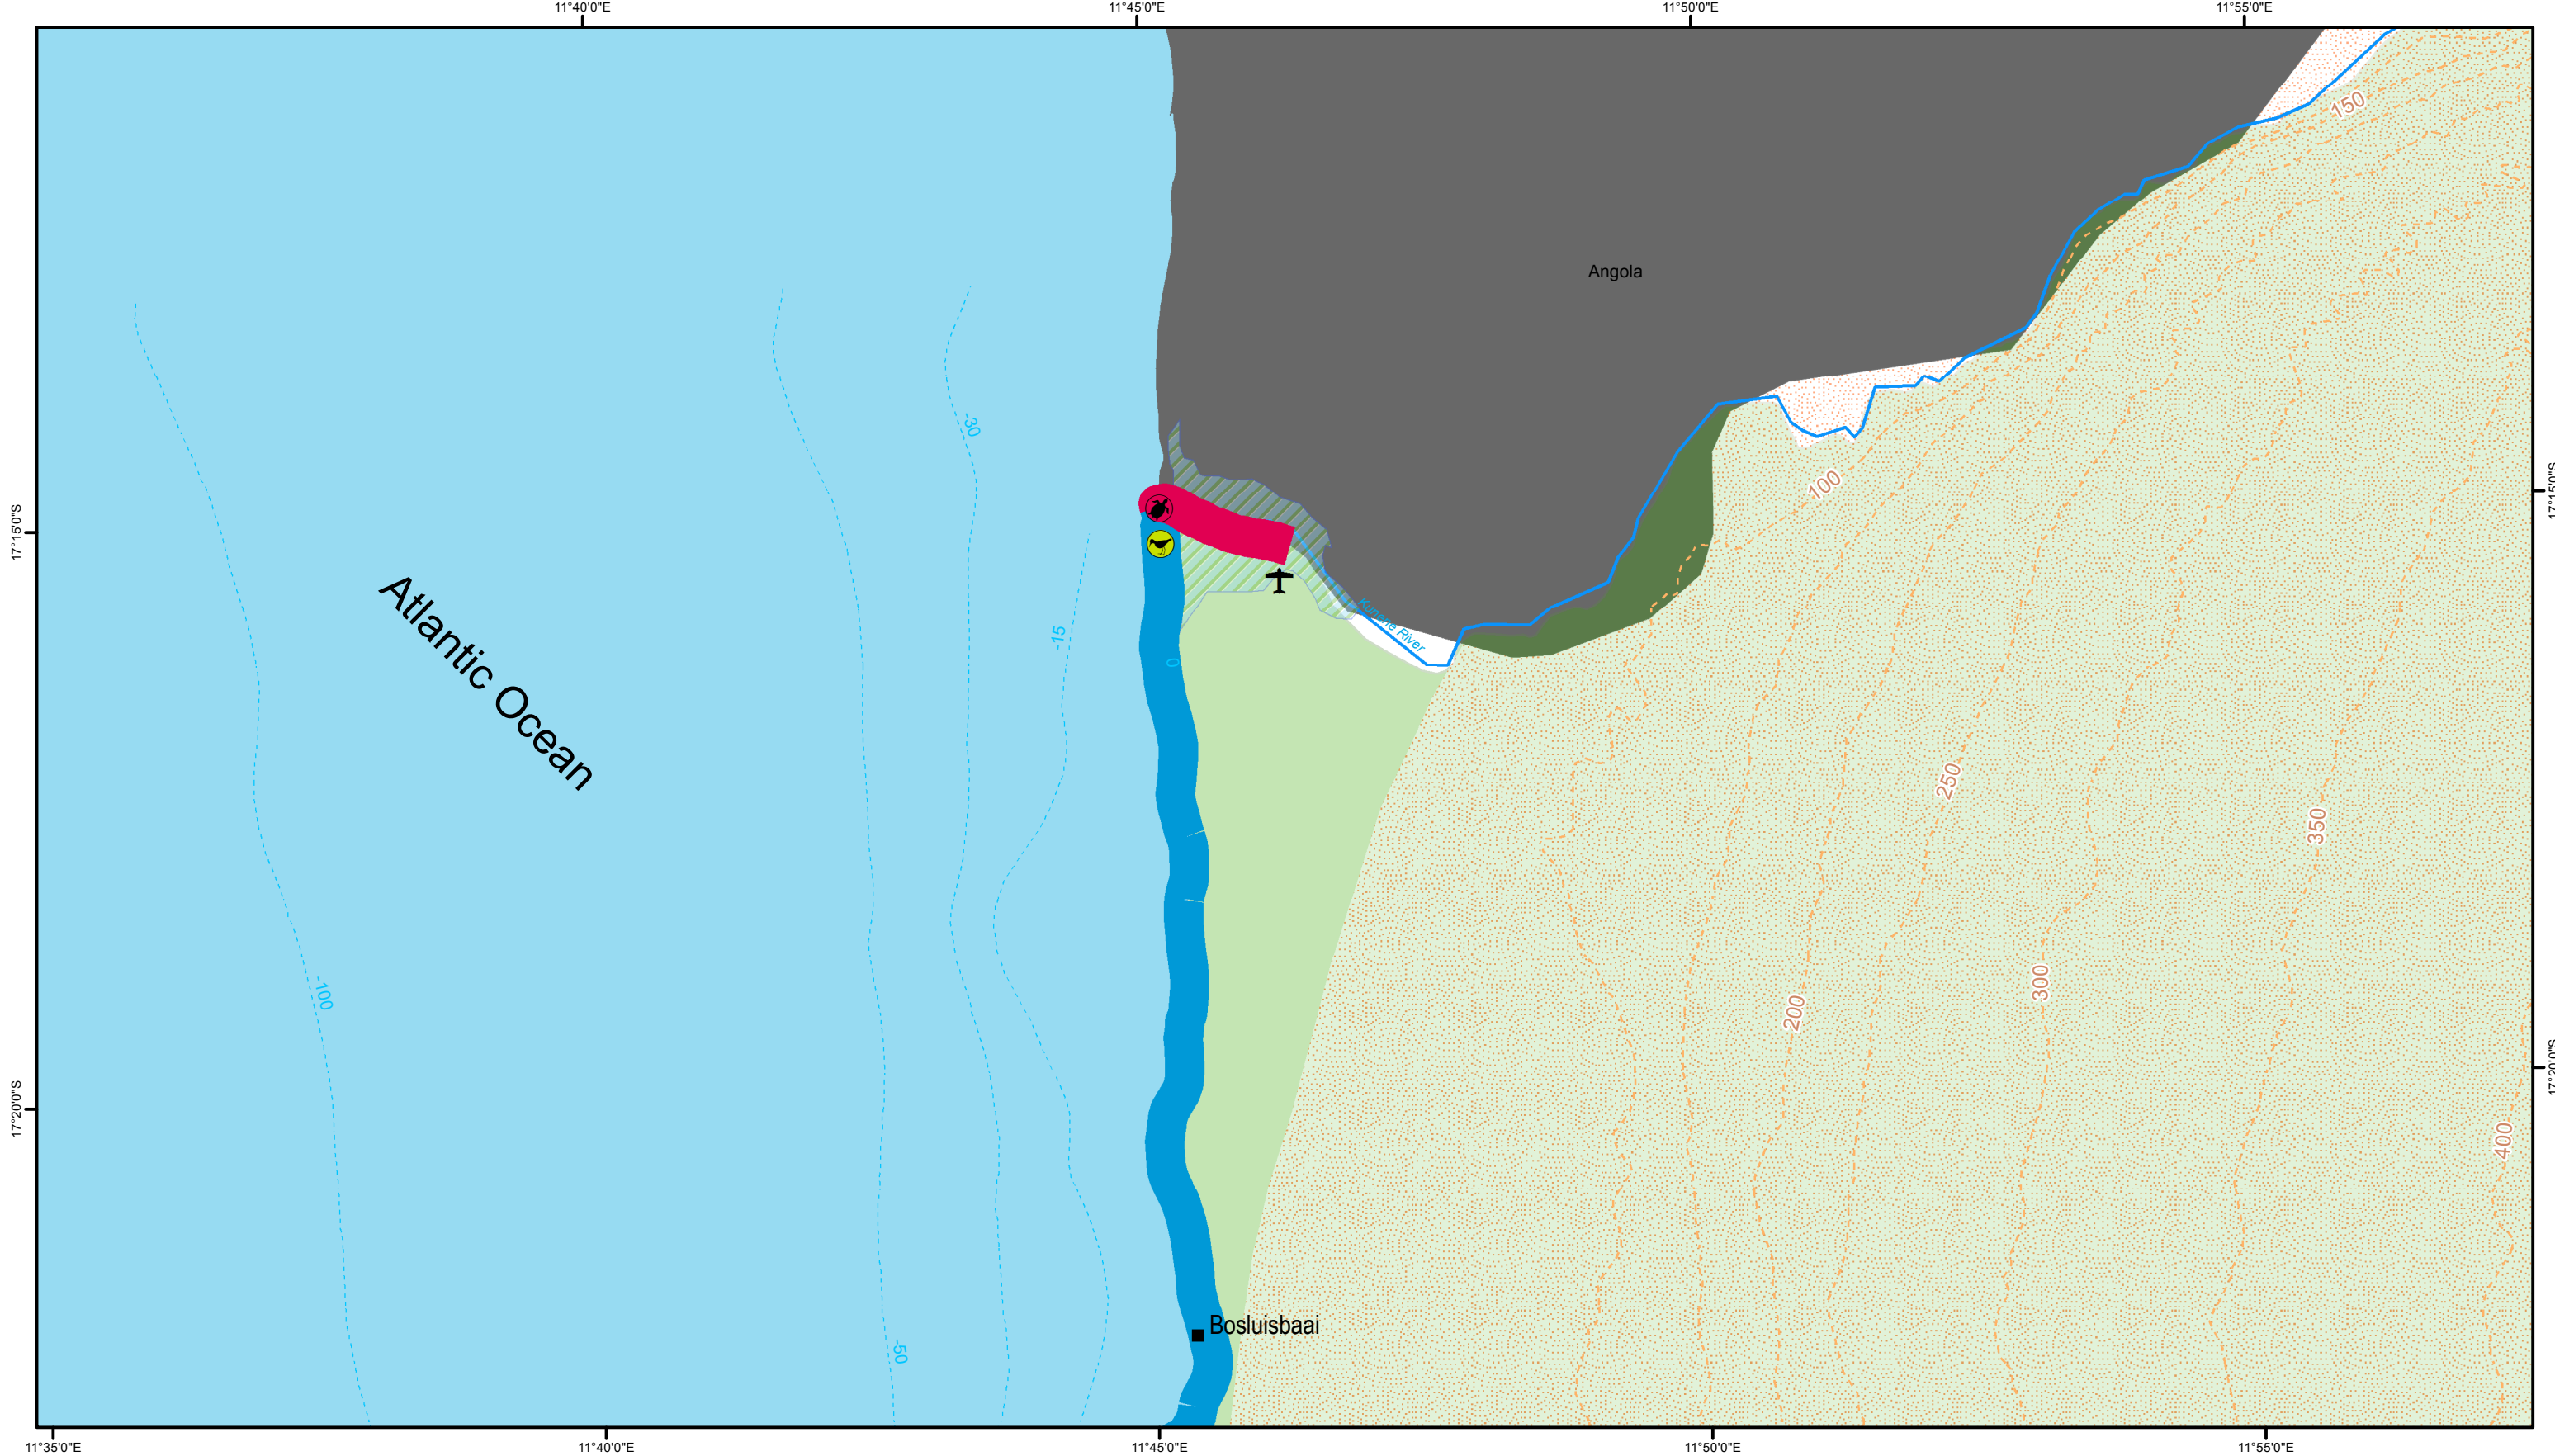 11°40'0"E
11°45'0"E
11°50'0"E
11°55'0"E
150
Angola
-30
100
17°15'0"S
17°15'0"S
Atlantic Ocean
-15
Kunene River
0
250
350
-100
300
200
17°20'0"S
17°20'0"S
400
Bosluisbaai
-50
11°35'0"E
11°40'0"E
11°45'0"E
11°50'0"E
11°55'0"E